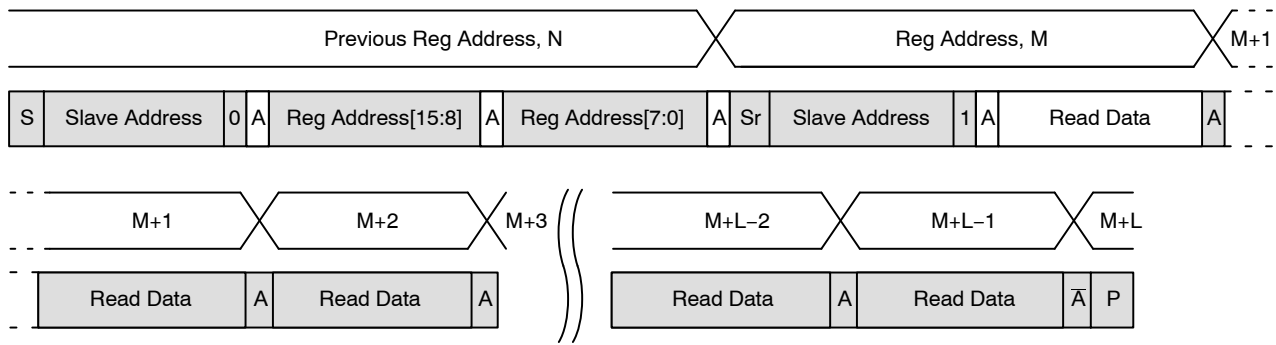 Previous Reg Address, N Reg Address, M M+1
S Slave Address 0 A Reg Address[15:8] A Reg Address[7:0] A Sr Slave Address 1 A Read Data A
M+1 M+2 M+3 M+L−2 M+L−1 M+L
Read Data A Read Data A Read Data A Read Data A̅ P